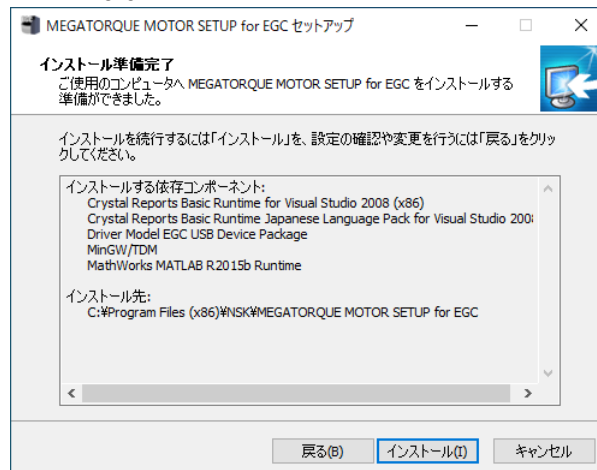 MEGATORQUE MOTOR SETUP for EGC セットアップ
インストール準備完了
ご使用のコンピュータへ MEGATORQUE MOTOR SETUP for EGC をインストールする
準備ができました。
インストールを続行するには「インストール」を、設定の確認や変更を行うには「戻る」をクリッ
クしてください。
インストールする依存コンポーネント:
Crystal Reports Basic Runtime for Visual Studio 2008 (x86)
Crystal Reports Basic Runtime Japanese Language Pack for Visual Studio 200
Driver Model EGC USB Device Package
MinGW/TDM
MathWorks MATLAB R2015b Runtime
インストール先:
C:¥Program Files (x86)¥NSK¥MEGATORQUE MOTOR SETUP for EGC
戻る(B) インストール(I) キャンセル